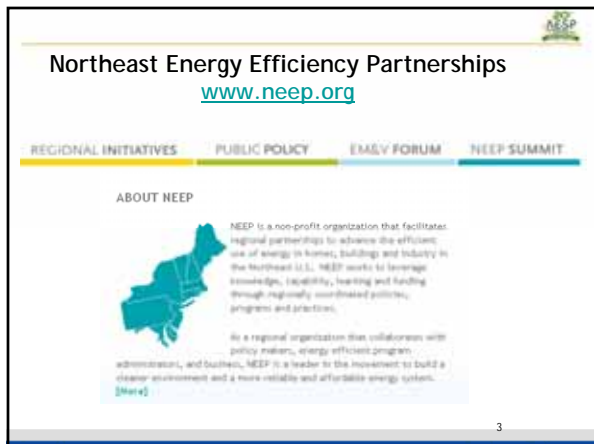 NEEP
Northeast Energy Efficiency Partnerships
www.neep.org
REGIONAL INITIATIVES PUBLIC POLICY EM&V FORUM NEEP SUMMIT
ABOUT NEEP
NEEP is a non-profit organization that facilitates
regional partnerships to advance the efficient
use of energy in homes, buildings and industry in
the Northeast U.S. NEEP works to leverage
knowledge, capability, learning and funding
through regionally coordinated policies,
programs and practices.
As a regional organization that collaborates with
policy makers, energy efficient program
administrators, and business, NEEP is a leader in the movement to build a
cleaner environment and a more reliable and affordable energy system.
[More]
3